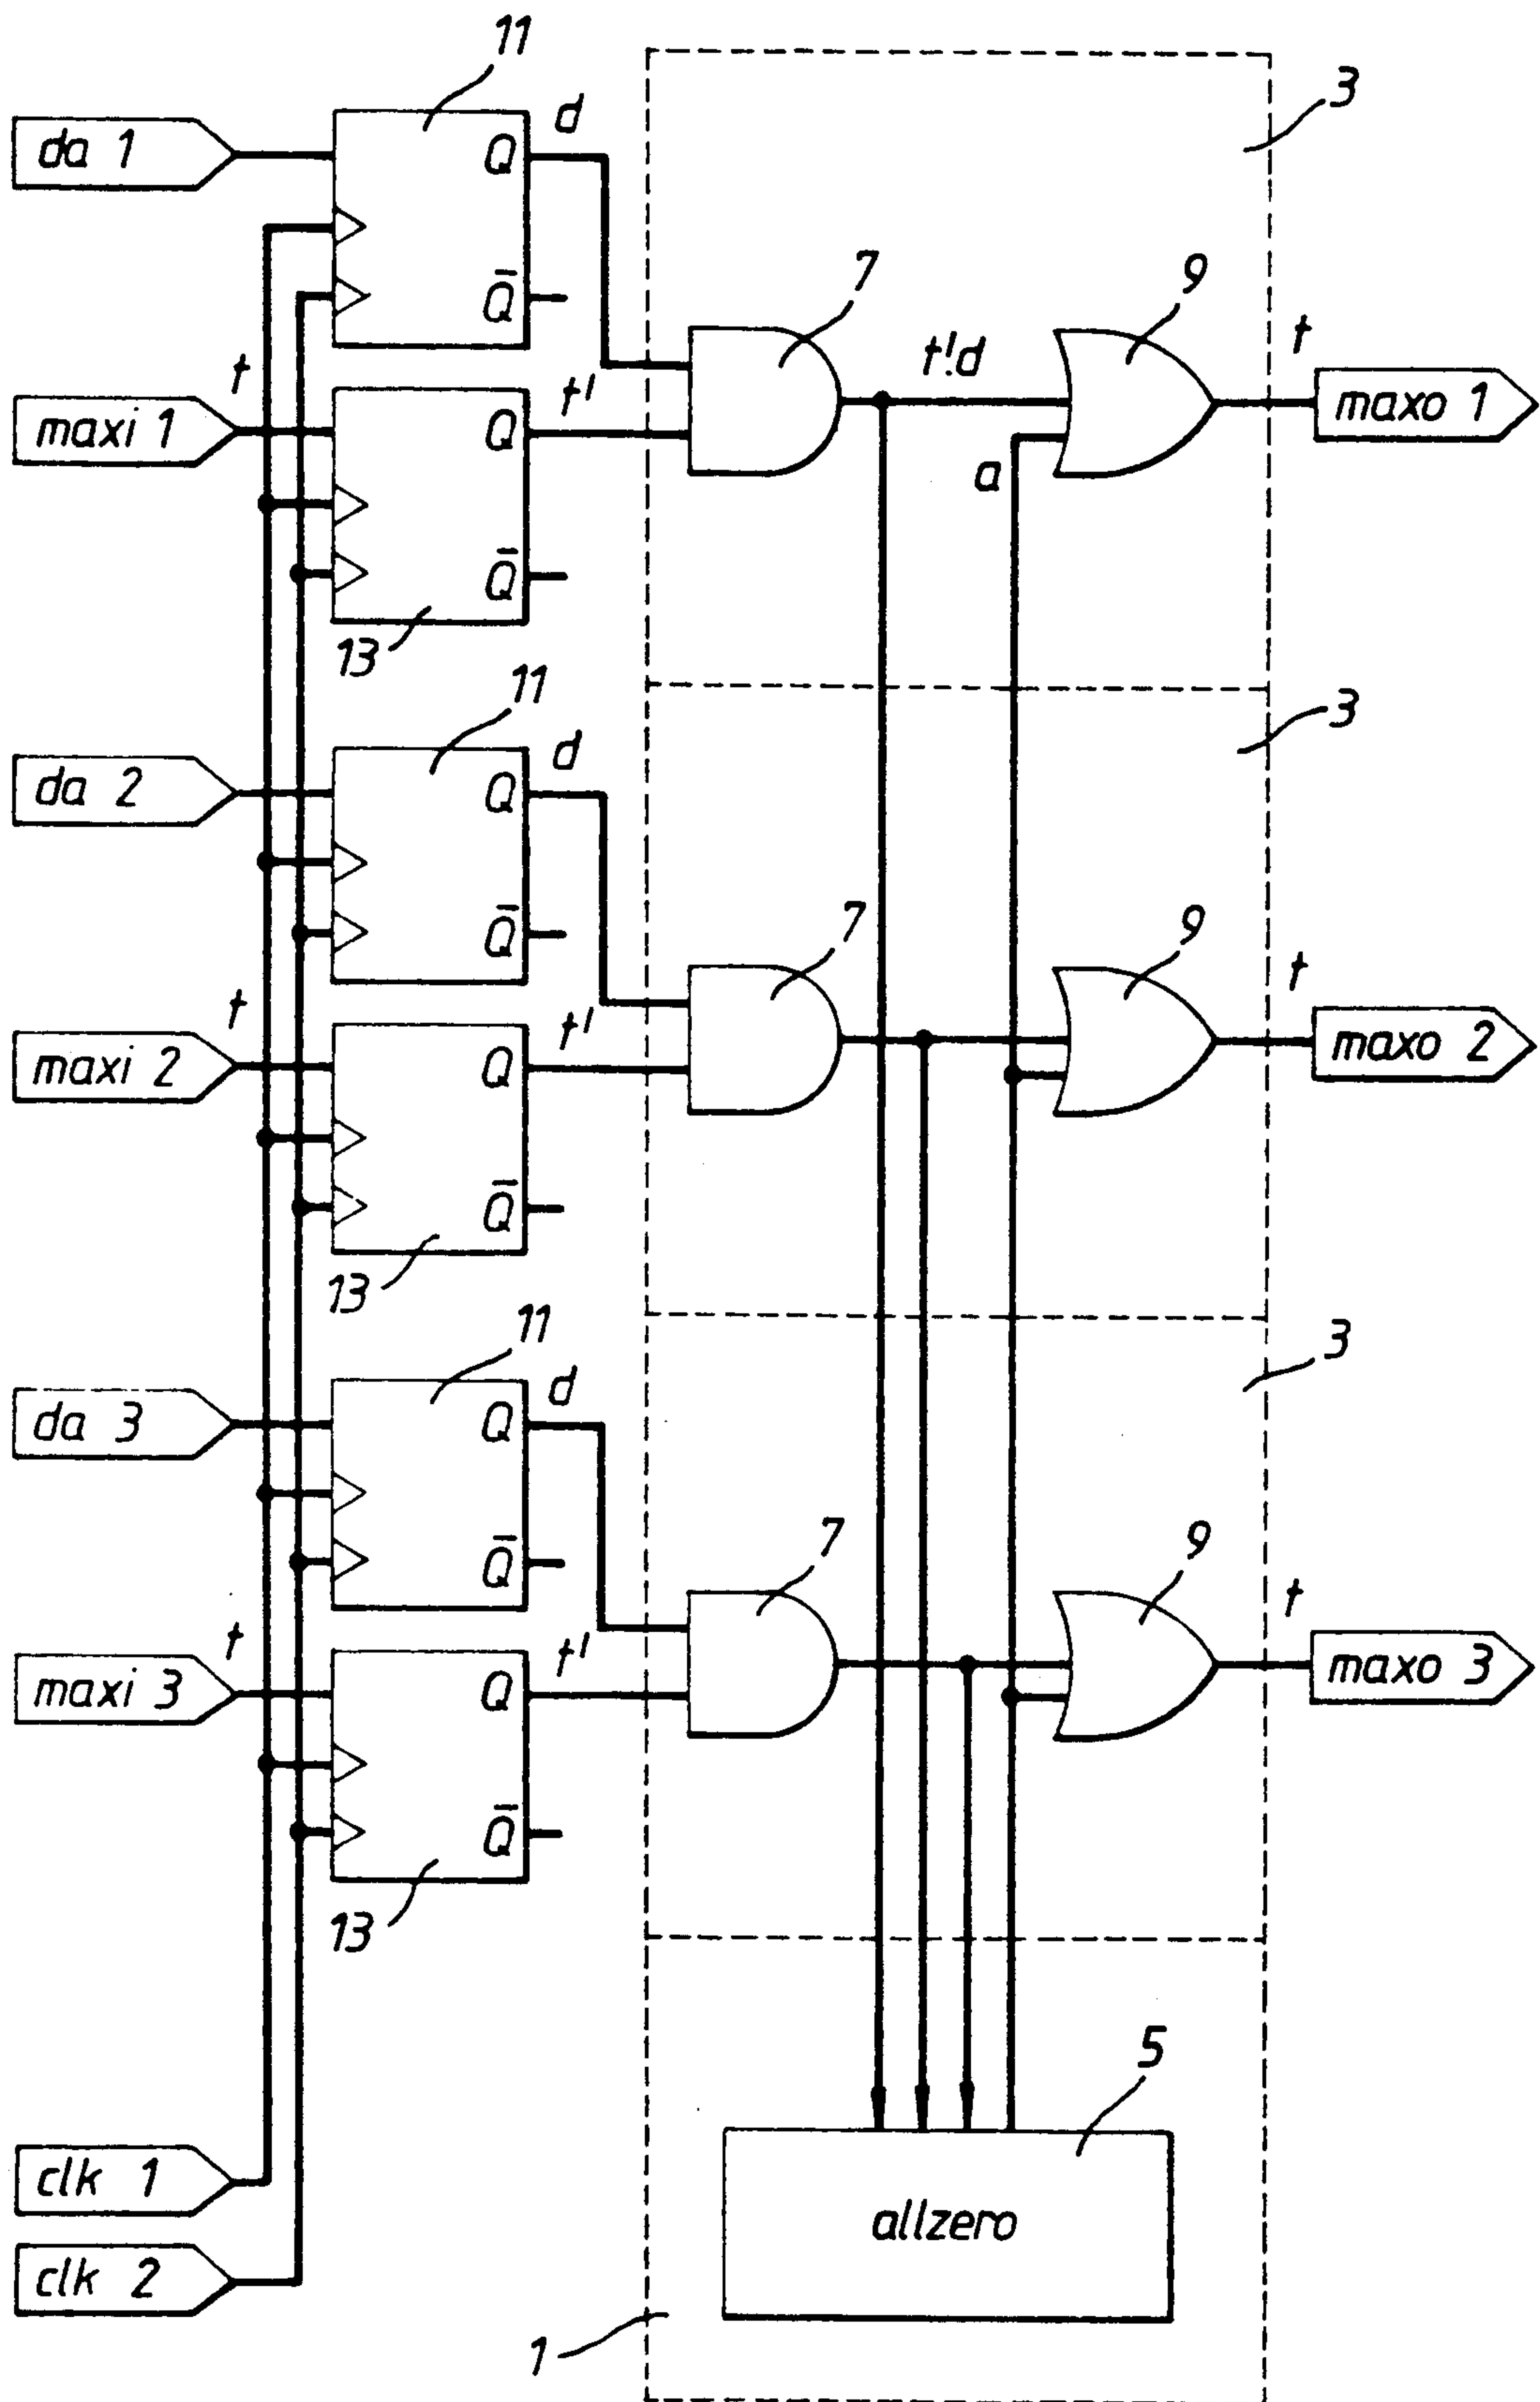 11
3
da 1
Q
d
Q̅
7
9
t
maxi 1
t'
Q
t!d
t
maxo 1
a
Q̅
13
11
3
da 2
Q
d
Q̅
7
9
t
maxi 2
t'
Q
t
maxo 2
Q̅
13
11
3
da 3
Q
d
Q̅
7
9
t
maxi 3
t'
Q
t
maxo 3
Q̅
13
5
clk 1
allzero
clk 2
1